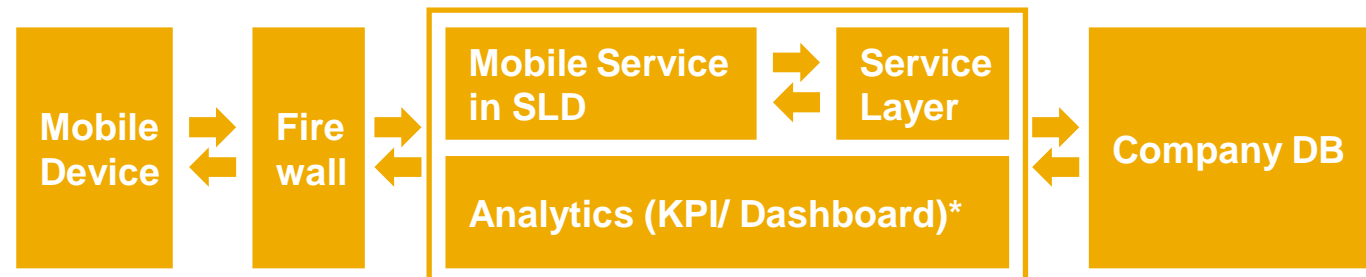 Mobile
Device
Fire
wall
Mobile Service
in SLD
Service
Layer
Analytics (KPI/ Dashboard)*
Company DB